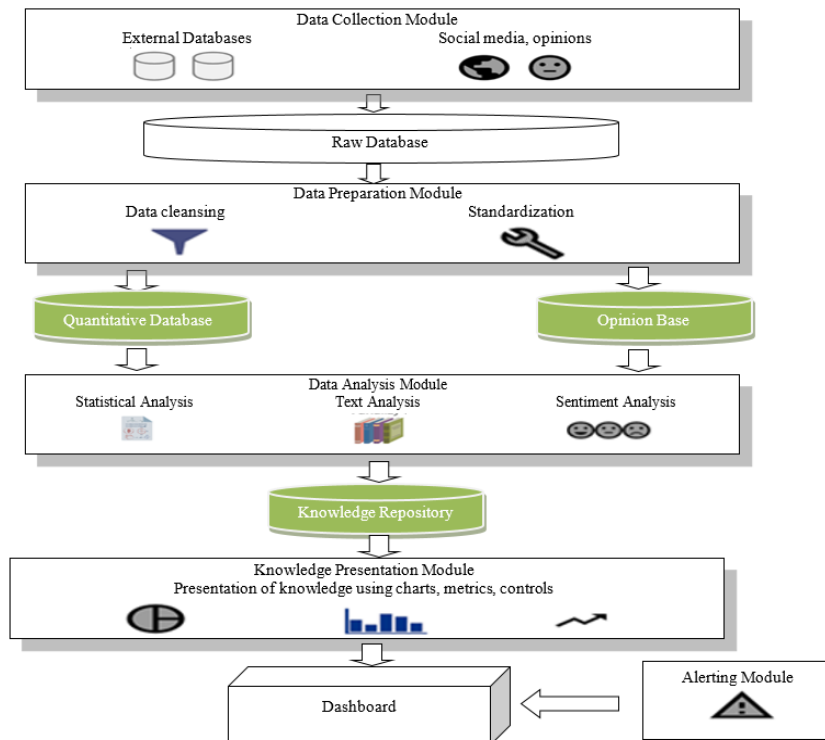 Data Collection Module
External Databases
Social media, opinions
Raw Database
Data Preparation Module
Data cleansing
Standardization
Quantitative Database
Opinion Base
Data Analysis Module
Statistical Analysis
Text Analysis
Sentiment Analysis
Knowledge Repository
Knowledge Presentation Module
Presentation of knowledge using charts, metrics, controls
Dashboard
Alerting Module